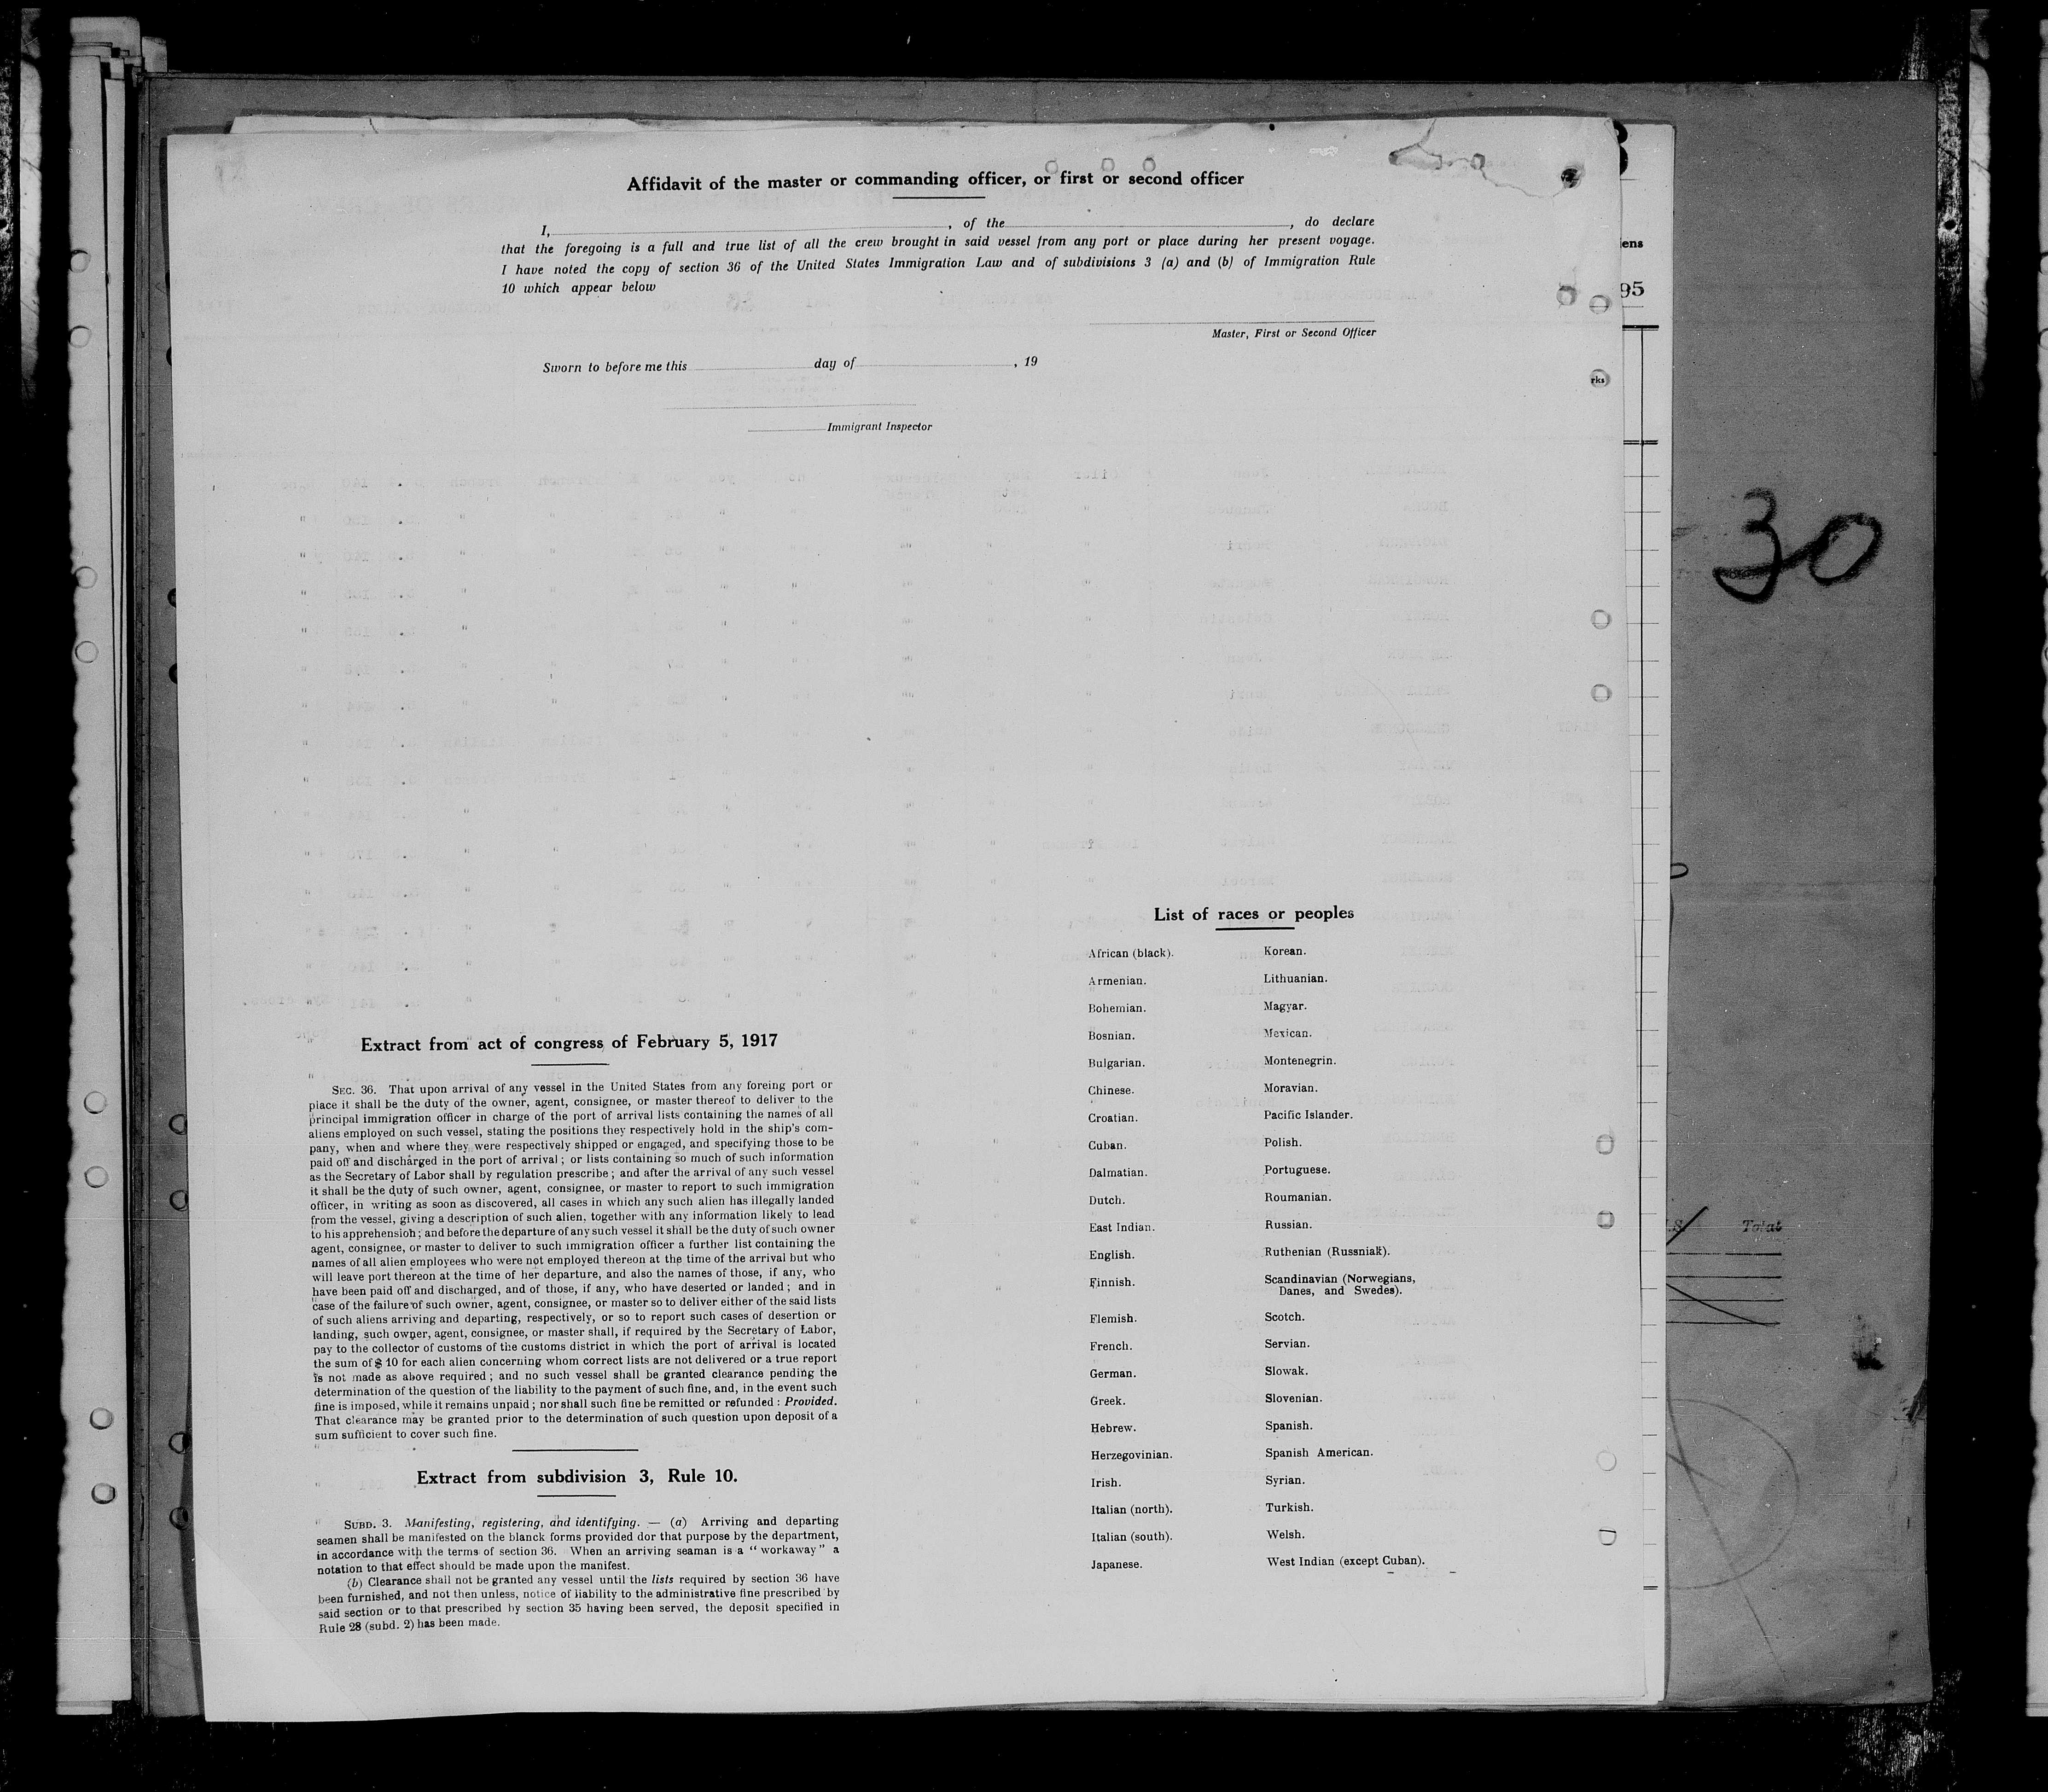 Affidavit of the master or commanding officer, or first or second officer
I, , of the , do declare
that the foregoing is a full and true list of all the crew brought in said vessel from any port or place during her present voyage.
I have noted the copy of section 36 of the United States Immigration Law and of subdivisions 3 (a) and (b) of Immigration Rule
10 which appear below
Master, First or Second Officer
Sworn to before me this day of , 19
Immigrant Inspector
ens
95
rks
30
Total
Extract from act of congress of February 5, 1917
SEC. 36. That upon arrival of any vessel in the United States from any foreing port or
place it shall be the duty of the owner, agent, consignee, or master thereof to deliver to the
principal immigration officer in charge of the port of arrival lists containing the names of all
aliens employed on such vessel, stating the positions they respectively hold in the ship's com-
pany, when and where they were respectively shipped or engaged, and specifying those to be
paid off and discharged in the port of arrival ; or lists containing so much of such information
as the Secretary of Labor shall by regulation prescribe ; and after the arrival of any such vessel
it shall be the duty of such owner, agent, consignee, or master to report to such immigration
officer, in writing as soon as discovered, all cases in which any such alien has illegally landed
from the vessel, giving a description of such alien, together with any information likely to lead
to his apprehensioh ; and before the departure of any such vessel it shall be the duty of such owner
agent, consignee, or master to deliver to such immigration officer a further list containing the
names of all alien employees who were not employed thereon at the time of the arrival but who
will leave port thereon at the time of her departure, and also the names of those, if any, who
have been paid off and discharged, and of those, if any, who have deserted or landed ; and in
case of the failure of such owner, agent, consignee, or master so to deliver either of the said lists
of such aliens arriving and departing, respectively, or so to report such cases of desertion or
landing, such owner, agent, consignee, or master shall, if required by the Secretary of Labor,
pay to the collector of customs of the customs district in which the port of arrival is located
the sum of $ 10 for each alien concerning whom correct lists are not delivered or a true report
is not made as above required ; and no such vessel shall be granted clearance pending the
determination of the question of the liability to the payment of such fine, and, in the event such
fine is imposed, while it remains unpaid ; nor shall such fine be remitted or refunded : Provided.
That clearance may be granted prior to the determination of such question upon deposit of a
sum sufficient to cover such fine.
Extract from subdivision 3, Rule 10.
SUBD. 3. Manifesting, registering, and identifying. — (a) Arriving and departing
seamen shall be manifested on the blanck forms provided dor that purpose by the department,
in accordance with the terms of section 36. When an arriving seaman is a “ workaway ” a
notation to that effect should be made upon the manifest.
(b) Clearance shall not be granted any vessel until the lists required by section 36 have
been furnished, and not then unless, notice of liability to the administrative fine prescribed by
said section or to that prescribed by section 35 having been served, the deposit specified in
Rule 28 (subd. 2) has been made.
List of races or peoples
African (black).
Armenian.
Bohemian.
Bosnian.
Bulgarian.
Chinese.
Croatian.
Cuban.
Dalmatian.
Dutch.
East Indian.
English.
Finnish.
Flemish.
French.
German.
Greek.
Hebrew.
Herzegovinian.
Irish.
Italian (north).
Italian (south).
Japanese.
Korean.
Lithuanian.
Magyar.
Mexican.
Montenegrin.
Moravian.
Pacific Islander.
Polish.
Portuguese.
Roumanian.
Russian.
Ruthenian (Russniak).
Scandinavian (Norwegians,
Danes, and Swedes).
Scotch.
Servian.
Slowak.
Slovenian.
Spanish.
Spanish American.
Syrian.
Turkish.
Welsh.
West Indian (except Cuban).